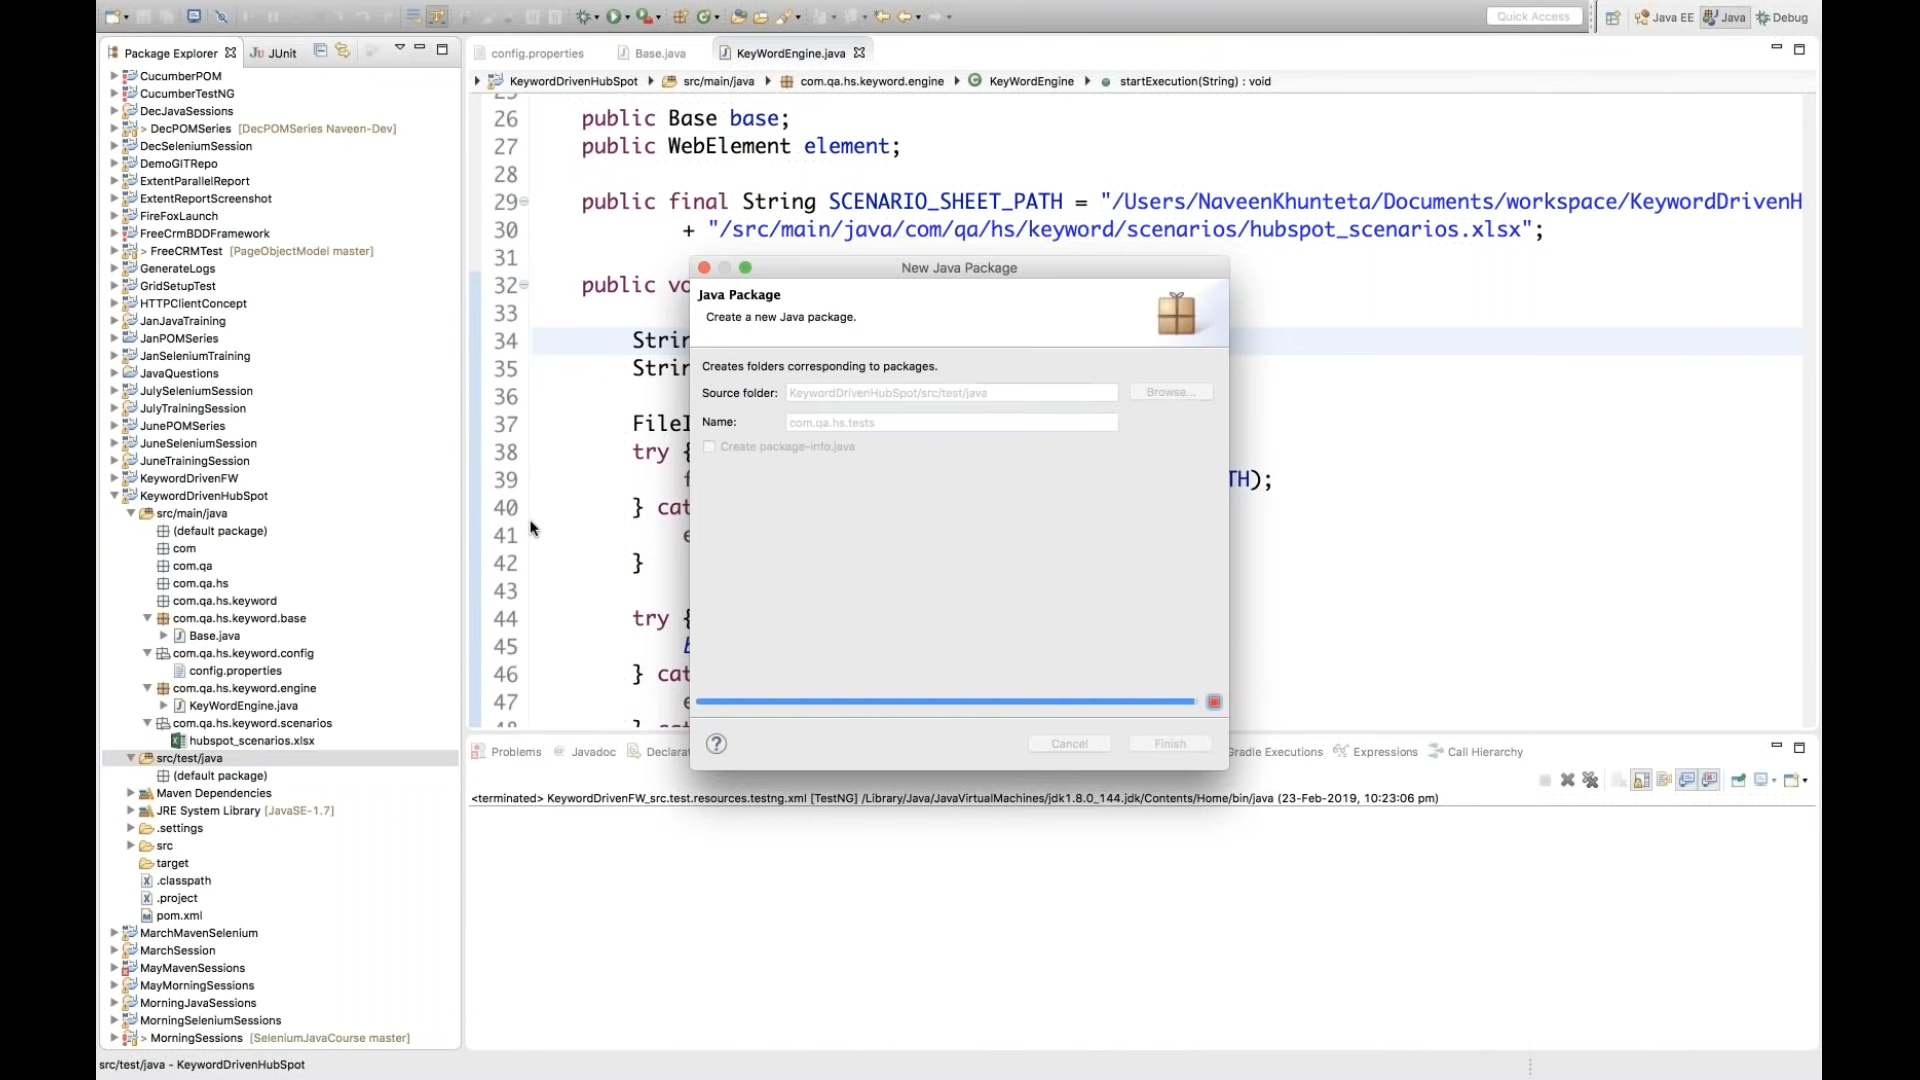 Quick Access
Java EE
Java
Debug
Package Explorer
JUnit
config.properties
Base.java
KeyWordEngine.java
KeywordDrivenHubSpot
src/main/java
com.qa.hs.keyword.engine
KeyWordEngine
startExecution(String) : void
CucumberPOM
CucumberTestNG
DecJavaSessions
> DecPOMSeries [DecPOMSeries Naveen-Dev]
DecSeleniumSession
DemoGITRepo
ExtentParallelReport
ExtentReportScreenshot
FireFoxLaunch
FreeCrmBDDFramework
> FreeCRMTest [PageObjectModel master]
GenerateLogs
GridSetupTest
HTTPClientConcept
JanJavaTraining
JanPOMSeries
JanSeleniumTraining
JavaQuestions
JulySeleniumSession
JulyTrainingSession
JunePOMSeries
JuneSeleniumSession
JuneTrainingSession
KeywordDrivenFW
KeywordDrivenHubSpot
src/main/java
(default package)
com
com.qa
com.qa.hs
com.qa.hs.keyword
com.qa.hs.keyword.base
Base.java
com.qa.hs.keyword.config
config.properties
com.qa.hs.keyword.engine
KeyWordEngine.java
com.qa.hs.keyword.scenarios
hubspot_scenarios.xlsx
src/test/java
(default package)
Maven Dependencies
JRE System Library [JavaSE-1.7]
.settings
src
target
.classpath
.project
pom.xml
MarchMavenSelenium
MarchSession
MayMavenSessions
MayMorningSessions
MorningJavaSessions
MorningSeleniumSessions
> MorningSessions [SeleniumJavaCourse master]
26 public Base base;
27 public WebElement element;
28
29 public final String SCENARIO_SHEET_PATH = "/Users/NaveenKhunteta/Documents/workspace/KeywordDrivenH
30 + "/src/main/java/com/qa/hs/keyword/scenarios/hubspot_scenarios.xlsx";
31
32 public vo
33
34 Strin
35 Strin
36
37 FileI
38 try {
39 f TH);
40 } cat
41 e
42 }
43
44 try {
45 b
46 } cat
47 e
New Java Package
Java Package
Create a new Java package.
Creates folders corresponding to packages.
Source folder: KeywordDrivenHubSpot/src/test/java Browse...
Name: com.qa.hs.tests
Create package-info.java
? Cancel Finish
Problems
Javadoc
Declarat
Gradle Executions
Expressions
Call Hierarchy
<terminated> KeywordDrivenFW_src.test.resources.testng.xml [TestNG] /Library/Java/JavaVirtualMachines/jdk1.8.0_144.jdk/Contents/Home/bin/java (23-Feb-2019, 10:23:06 pm)
src/test/java - KeywordDrivenHubSpot